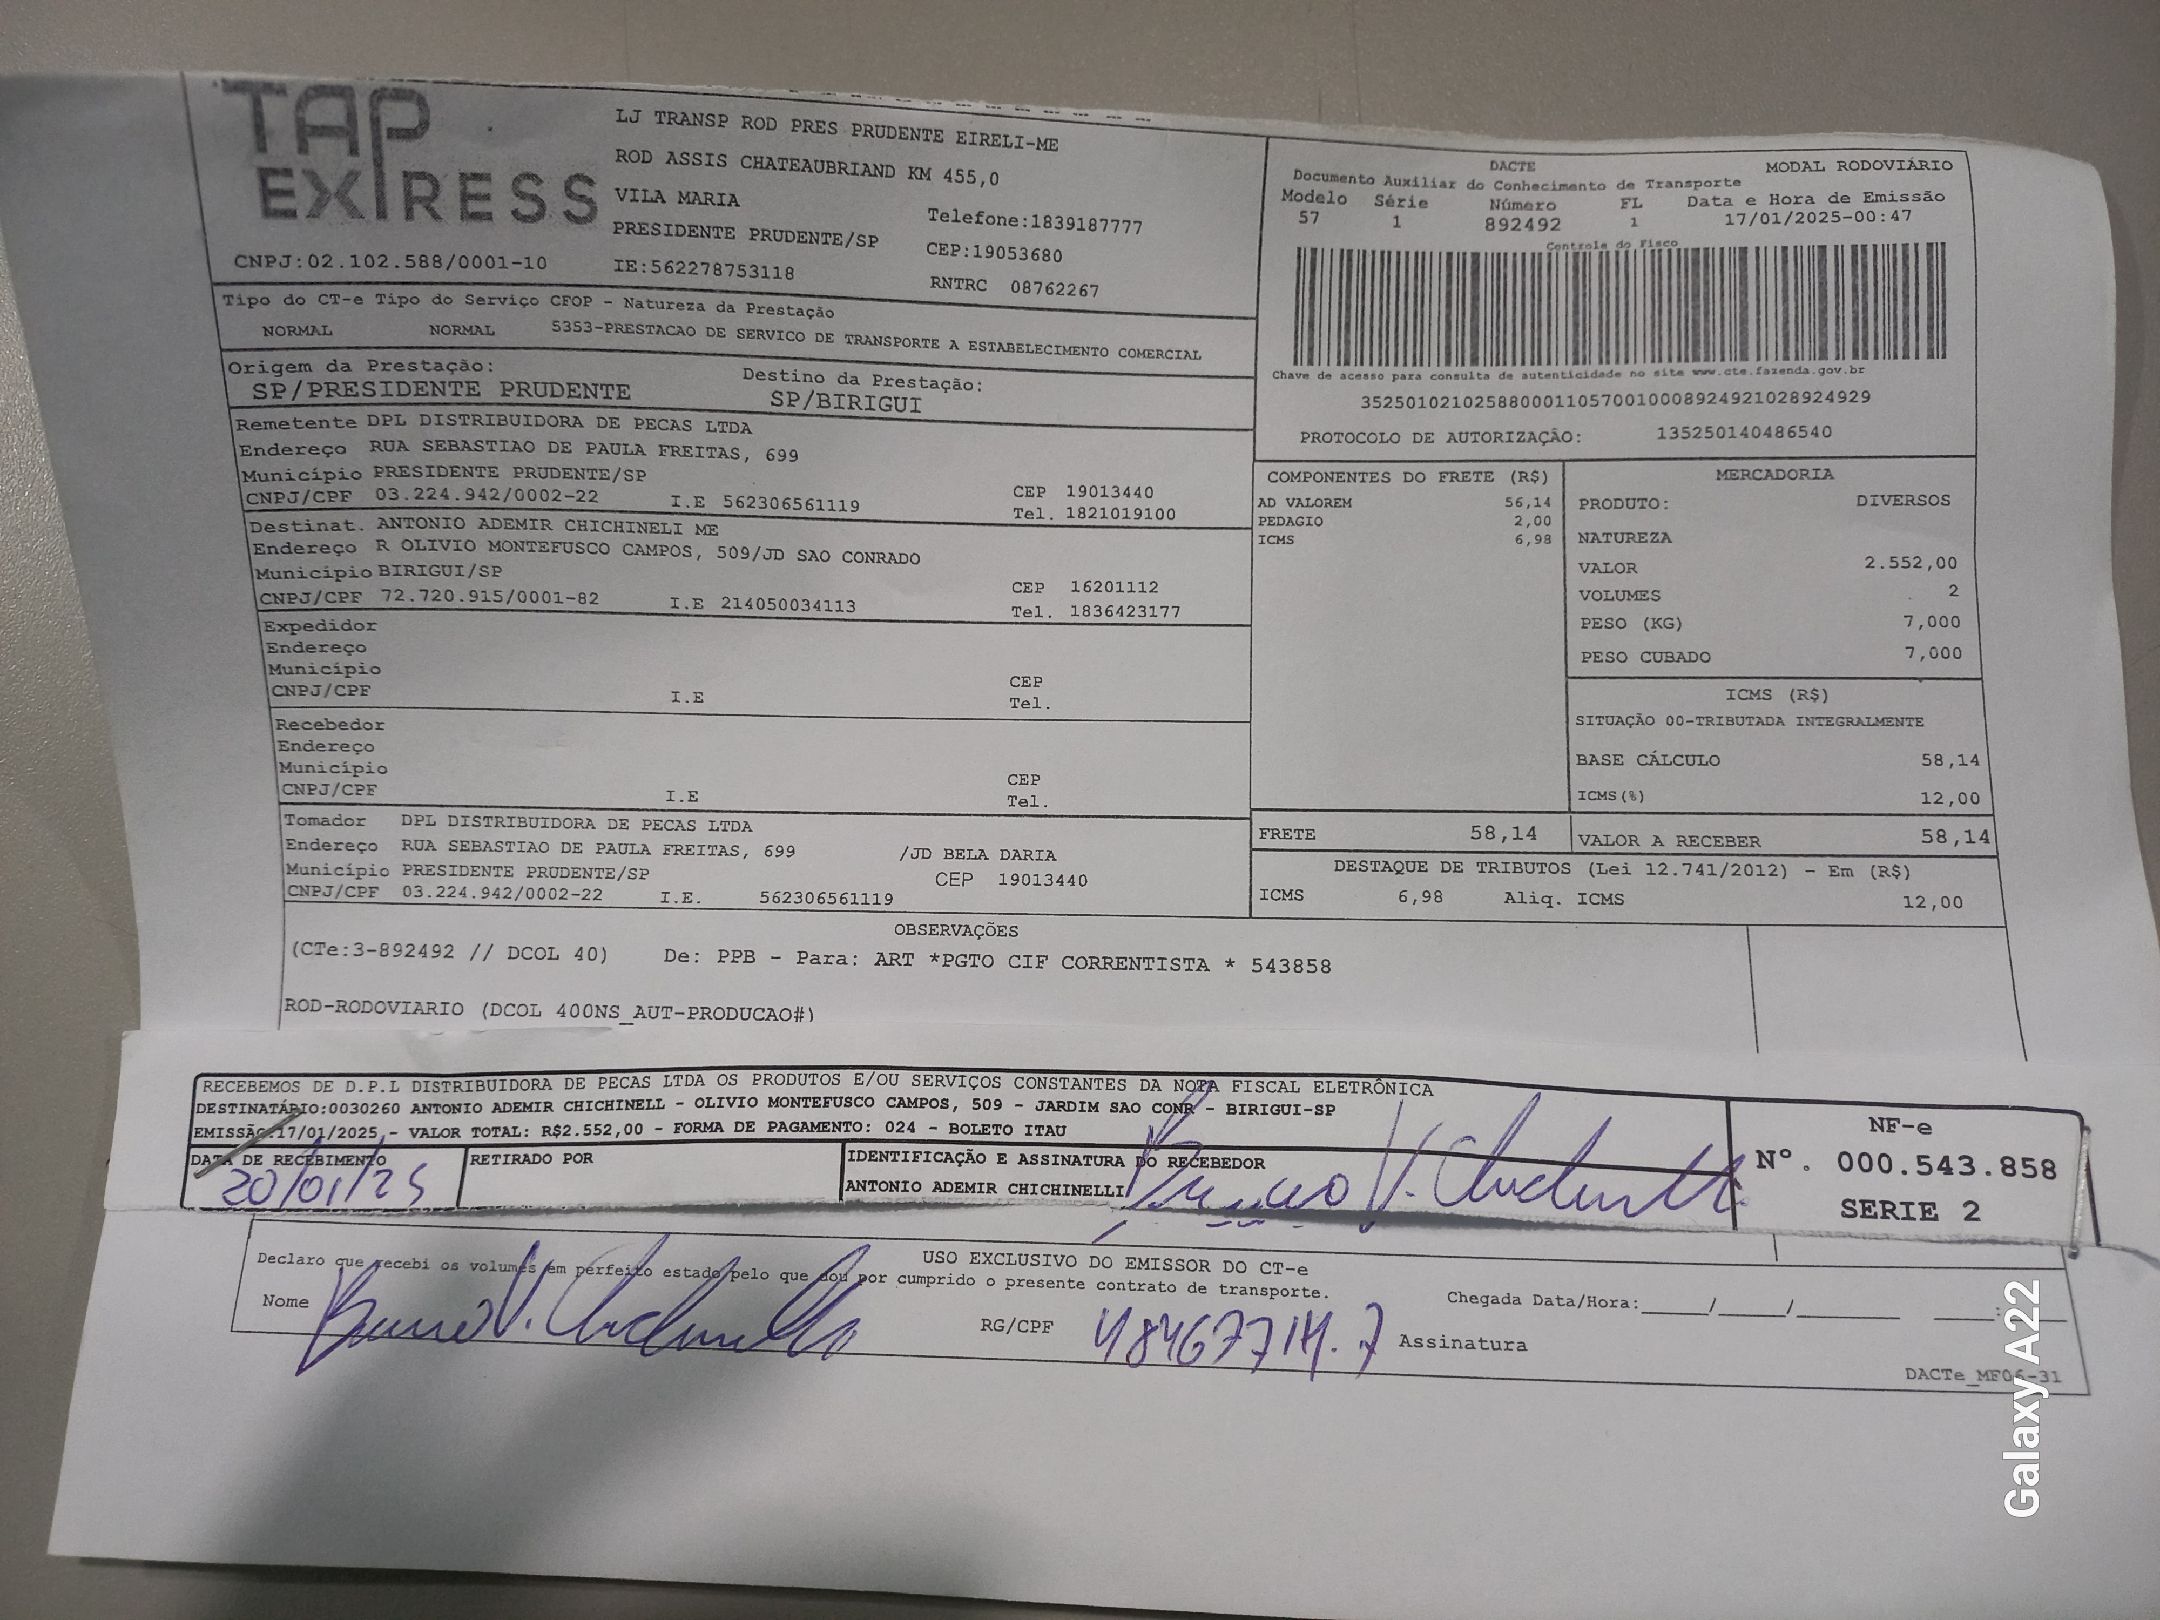 TAP EXPRESS
CNPJ:02.102.588/0001-10
LJ TRANSP ROD PRES PRUDENTE EIRELI-ME
ROD ASSIS CHATEAUBRIAND KM 455,0
VILA MARIA
Telefone:1839187777
PRESIDENTE PRUDENTE/SP
CEP:19053680
IE:562278753118
RNTRC 08762267
DACTE
MODAL RODOVIÁRIO
Documento Auxiliar do Conhecimento de Transporte
Modelo Série Número FL Data e Hora de Emissão
57 1 892492 1 17/01/2025-00:47
Controle do Fisco
Chave de acesso para consulta de autenticidade no site www.cte.fazenda.gov.br
35250102102588000110570010008924921028924929
PROTOCOLO DE AUTORIZAÇÃO: 135250140486540
Tipo do CT-e Tipo do Serviço CFOP - Natureza da Prestação
NORMAL NORMAL 5353-PRESTACAO DE SERVICO DE TRANSPORTE A ESTABELECIMENTO COMERCIAL
Origem da Prestação: Destino da Prestação:
SP/PRESIDENTE PRUDENTE SP/BIRIGUI
Remetente DPL DISTRIBUIDORA DE PECAS LTDA
Endereço RUA SEBASTIAO DE PAULA FREITAS, 699
Município PRESIDENTE PRUDENTE/SP CEP 19013440
CNPJ/CPF 03.224.942/0002-22 I.E 562306561119 Tel. 1821019100
Destinat. ANTONIO ADEMIR CHICHINELI ME
Endereço R OLIVIO MONTEFUSCO CAMPOS, 509/JD SAO CONRADO
Município BIRIGUI/SP CEP 16201112
CNPJ/CPF 72.720.915/0001-82 I.E 214050034113 Tel. 1836423177
Expedidor
Endereço
Município CEP
CNPJ/CPF I.E Tel.
Recebedor
Endereço
Município CEP
CNPJ/CPF I.E Tel.
Tomador DPL DISTRIBUIDORA DE PECAS LTDA
Endereço RUA SEBASTIAO DE PAULA FREITAS, 699 /JD BELA DARIA
Município PRESIDENTE PRUDENTE/SP CEP 19013440
CNPJ/CPF 03.224.942/0002-22 I.E. 562306561119
COMPONENTES DO FRETE (R$)
AD VALOREM 56,14
PEDAGIO 2,00
ICMS 6,98
MERCADORIA
PRODUTO: DIVERSOS
NATUREZA
VALOR 2.552,00
VOLUMES 2
PESO (KG) 7,000
PESO CUBADO 7,000
ICMS (R$)
SITUAÇÃO 00-TRIBUTADA INTEGRALMENTE
BASE CÁLCULO 58,14
ICMS(%) 12,00
FRETE 58,14 VALOR A RECEBER 58,14
DESTAQUE DE TRIBUTOS (Lei 12.741/2012) - Em (R$)
ICMS 6,98 Aliq. ICMS 12,00
OBSERVAÇÕES
(CTe:3-892492 // DCOL 40) De: PPB - Para: ART *PGTO CIF CORRENTISTA * 543858
ROD-RODOVIARIO (DCOL 400NS_AUT-PRODUCAO#)
RECEBEMOS DE D.P.L DISTRIBUIDORA DE PECAS LTDA OS PRODUTOS E/OU SERVIÇOS CONSTANTES DA NOTA FISCAL ELETRÔNICA
DESTINATÁRIO:0030260 ANTONIO ADEMIR CHICHINELL - OLIVIO MONTEFUSCO CAMPOS, 509 - JARDIM SAO CONR - BIRIGUI-SP
EMISSÃO:17/01/2025 - VALOR TOTAL: R$2.552,00 - FORMA DE PAGAMENTO: 024 - BOLETO ITAU
DATA DE RECEBIMENTO RETIRADO POR IDENTIFICAÇÃO E ASSINATURA DO RECEBEDOR
20/01/25 ANTONIO ADEMIR CHICHINELLI Bruno V. Chichinelli
NF-e
Nº. 000.543.858
SERIE 2
USO EXCLUSIVO DO EMISSOR DO CT-e
Declaro que recebi os volumes em perfeito estado pelo que dou por cumprido o presente contrato de transporte.
Nome Bruno V. Chichinelli RG/CPF 48467714.7 Assinatura
Chegada Data/Hora:_____/_____/_______ ____:____
DACTe_MF06-31
Galaxy A22